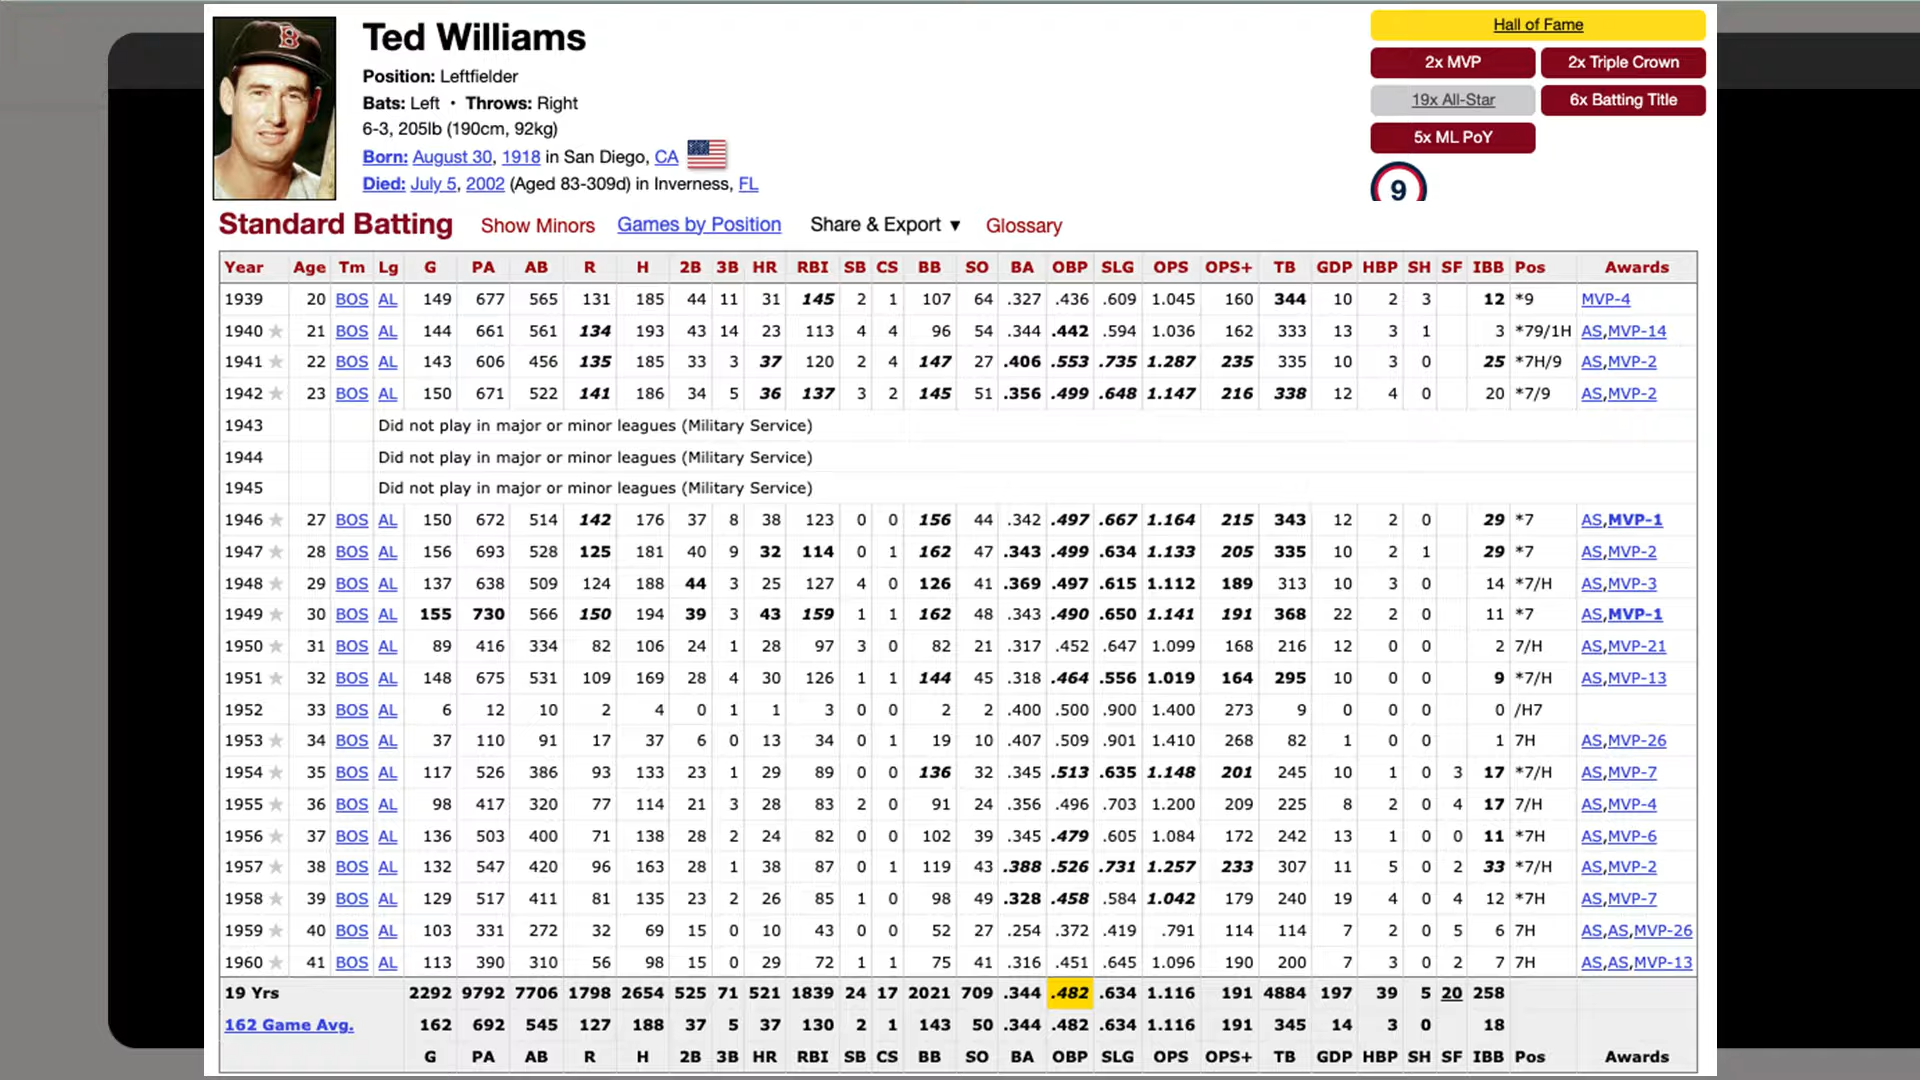 Ted Williams
Position: Leftfielder
Bats: Left • Throws: Right
6-3, 205lb (190cm, 92kg)
Born: August 30, 1918 in San Diego, CA
Died: July 5, 2002 (Aged 83-309d) in Inverness, FL
Hall of Fame
2x MVP 2x Triple Crown
19x All-Star 6x Batting Title
5x ML PoY
9
B
Standard Batting Show Minors Games by Position Share & Export ▼ Glossary
Year Age Tm Lg G PA AB R H 2B 3B HR RBI SB CS BB SO BA OBP SLG OPS OPS+ TB GDP HBP SH SF IBB Pos Awards
1939 20 BOS AL 149 677 565 131 185 44 11 31 145 2 1 107 64 .327 .436 .609 1.045 160 344 10 2 3 12 *9 MVP-4
1940 ★ 21 BOS AL 144 661 561 134 193 43 14 23 113 4 4 96 54 .344 .442 .594 1.036 162 333 13 3 1 3 *79/1H AS,MVP-14
1941 ★ 22 BOS AL 143 606 456 135 185 33 3 37 120 2 4 147 27 .406 .553 .735 1.287 235 335 10 3 0 25 *7H/9 AS,MVP-2
1942 ★ 23 BOS AL 150 671 522 141 186 34 5 36 137 3 2 145 51 .356 .499 .648 1.147 216 338 12 4 0 20 *7/9 AS,MVP-2
1943 Did not play in major or minor leagues (Military Service)
1944 Did not play in major or minor leagues (Military Service)
1945 Did not play in major or minor leagues (Military Service)
1946 ★ 27 BOS AL 150 672 514 142 176 37 8 38 123 0 0 156 44 .342 .497 .667 1.164 215 343 12 2 0 29 *7 AS,MVP-1
1947 ★ 28 BOS AL 156 693 528 125 181 40 9 32 114 0 1 162 47 .343 .499 .634 1.133 205 335 10 2 1 29 *7 AS,MVP-2
1948 ★ 29 BOS AL 137 638 509 124 188 44 3 25 127 4 0 126 41 .369 .497 .615 1.112 189 313 10 3 0 14 *7/H AS,MVP-3
1949 ★ 30 BOS AL 155 730 566 150 194 39 3 43 159 1 1 162 48 .343 .490 .650 1.141 191 368 22 2 0 11 *7 AS,MVP-1
1950 ★ 31 BOS AL 89 416 334 82 106 24 1 28 97 3 0 82 21 .317 .452 .647 1.099 168 216 12 0 0 2 7/H AS,MVP-21
1951 ★ 32 BOS AL 148 675 531 109 169 28 4 30 126 1 1 144 45 .318 .464 .556 1.019 164 295 10 0 0 9 *7/H AS,MVP-13
1952 33 BOS AL 6 12 10 2 4 0 1 1 3 0 0 2 2 .400 .500 .900 1.400 273 9 0 0 0 0 /H7
1953 ★ 34 BOS AL 37 110 91 17 37 6 0 13 34 0 1 19 10 .407 .509 .901 1.410 268 82 1 0 0 1 7H AS,MVP-26
1954 ★ 35 BOS AL 117 526 386 93 133 23 1 29 89 0 0 136 32 .345 .513 .635 1.148 201 245 10 1 0 3 17 *7/H AS,MVP-7
1955 ★ 36 BOS AL 98 417 320 77 114 21 3 28 83 2 0 91 24 .356 .496 .703 1.200 209 225 8 2 0 4 17 7/H AS,MVP-4
1956 ★ 37 BOS AL 136 503 400 71 138 28 2 24 82 0 0 102 39 .345 .479 .605 1.084 172 242 13 1 0 0 11 *7H AS,MVP-6
1957 ★ 38 BOS AL 132 547 420 96 163 28 1 38 87 0 1 119 43 .388 .526 .731 1.257 233 307 11 5 0 2 33 *7/H AS,MVP-2
1958 ★ 39 BOS AL 129 517 411 81 135 23 2 26 85 1 0 98 49 .328 .458 .584 1.042 179 240 19 4 0 4 12 *7H AS,MVP-7
1959 ★ 40 BOS AL 103 331 272 32 69 15 0 10 43 0 0 52 27 .254 .372 .419 .791 114 114 7 2 0 5 6 7H AS,AS,MVP-26
1960 ★ 41 BOS AL 113 390 310 56 98 15 0 29 72 1 1 75 41 .316 .451 .645 1.096 190 200 7 3 0 2 7 7H AS,AS,MVP-13
19 Yrs 2292 9792 7706 1798 2654 525 71 521 1839 24 17 2021 709 .344 .482 .634 1.116 191 4884 197 39 5 20 258
162 Game Avg. 162 692 545 127 188 37 5 37 130 2 1 143 50 .344 .482 .634 1.116 191 345 14 3 0 18
G PA AB R H 2B 3B HR RBI SB CS BB SO BA OBP SLG OPS OPS+ TB GDP HBP SH SF IBB Pos Awards